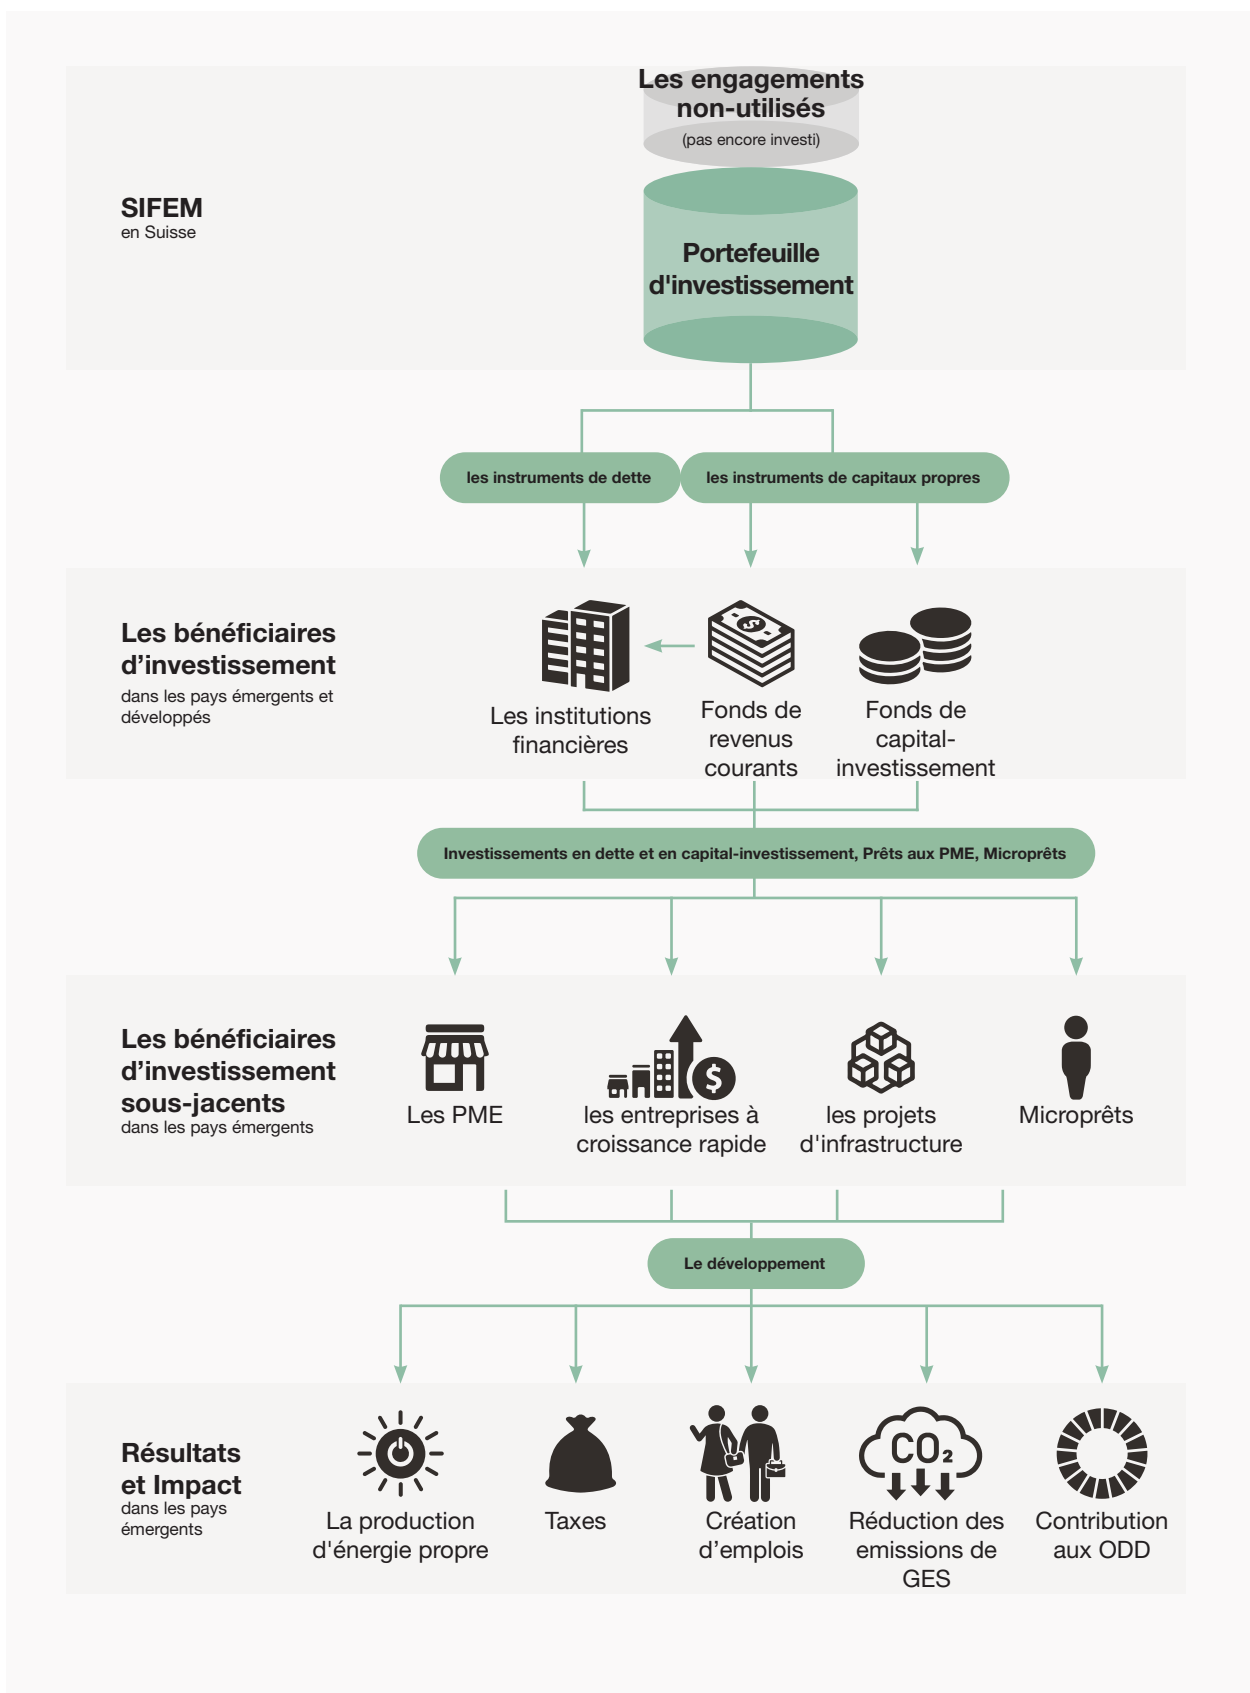 Les engagements
non-utilisés
(pas encore investi)
SIFEM
en Suisse
Portefeuille
d'investissement
les instruments de dette
les instruments de capitaux propres
Les bénéficiaires
d’investissement
dans les pays émergents et
développés
Les institutions
financières
Fonds de
revenus
courants
Fonds de
capital-
investissement
Investissements en dette et en capital-investissement, Prêts aux PME, Microprêts
Les bénéficiaires
d’investissement
sous-jacents
dans les pays émergents
Les PME
les entreprises à
croissance rapide
les projets
d'infrastructure
Microprêts
Le développement
Résultats
et Impact
dans les pays
émergents
CO₂
La production
d'énergie propre
Taxes
Création
d’emplois
Réduction des
emissions de
GES
Contribution
aux ODD